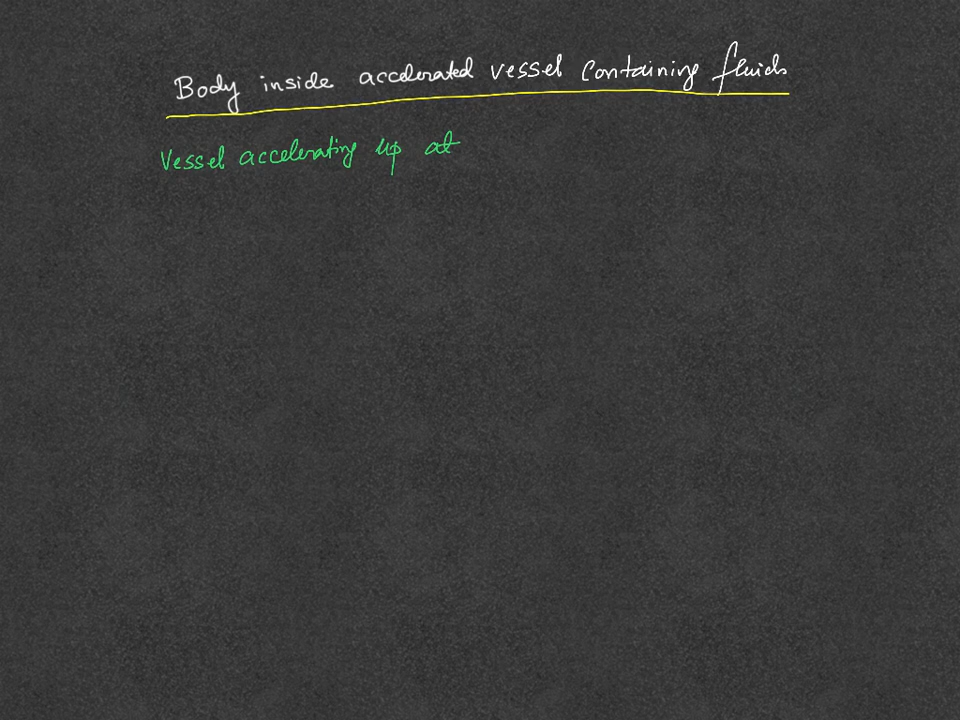 Body inside accelerated vessel containing fluids
Vessel accelerating up at